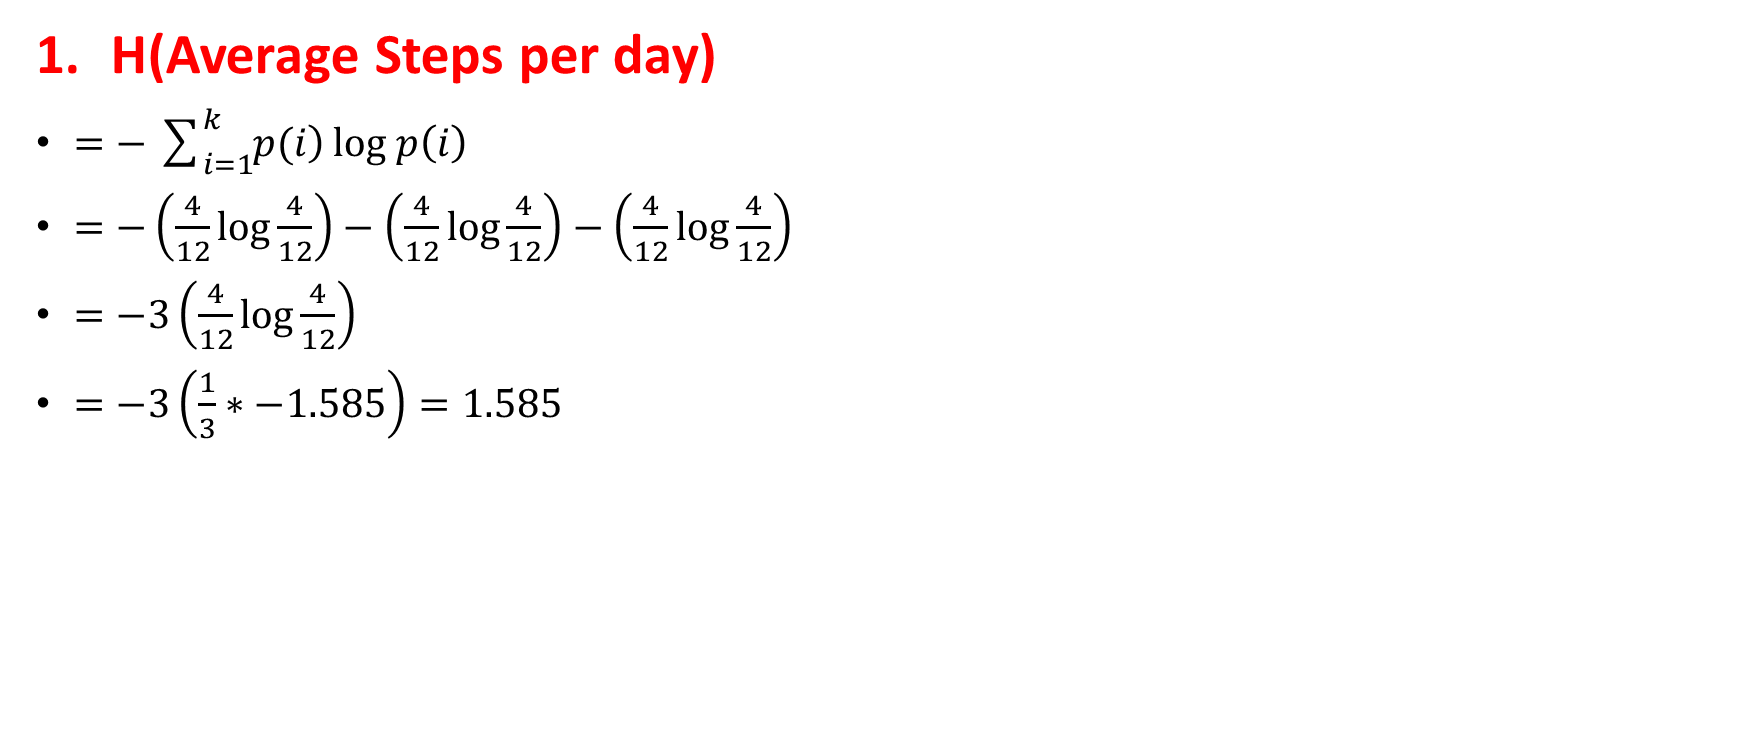 1. H(Average Steps per day)
• = − ∑_{i=1}^{k} p(i) log p(i)
• = − (4/12 log 4/12) − (4/12 log 4/12) − (4/12 log 4/12)
• = −3 (4/12 log 4/12)
• = −3 (1/3 ∗ −1.585) = 1.585